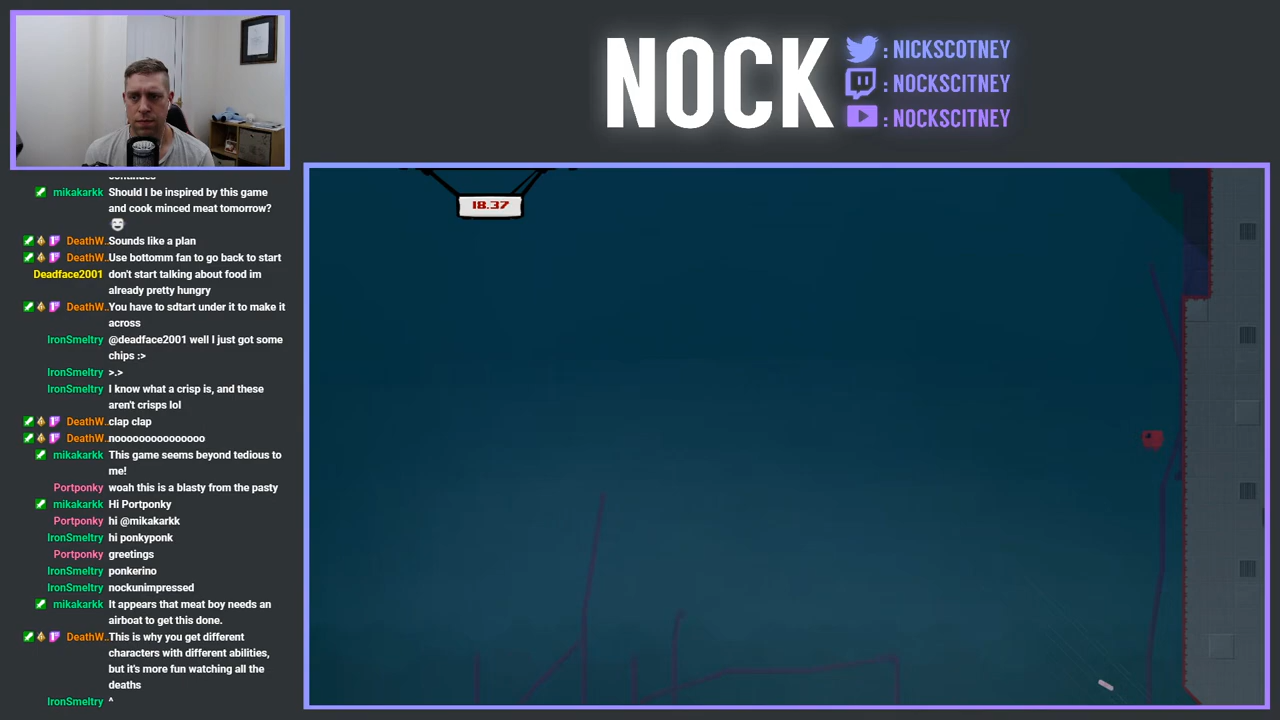 NOCK
: NICKSCOTNEY
: NOCKSCITNEY
: NOCKSCITNEY
18.37
continues
mikakarkk Should I be inspired by this game
and cook minced meat tomorrow?
DeathW.. Sounds like a plan
DeathW.. Use bottomm fan to go back to start
Deadface2001 don't start talking about food im
already pretty hungry
DeathW.. You have to sdtart under it to make it
across
IronSmeltry @deadface2001 well I just got some
chips :>
IronSmeltry >.>
IronSmeltry I know what a crisp is, and these
aren't crisps lol
DeathW.. clap clap
DeathW.. nooooooooooooooo
mikakarkk This game seems beyond tedious to
me!
Portponky woah this is a blasty from the pasty
mikakarkk Hi Portponky
Portponky hi @mikakarkk
IronSmeltry hi ponkyponk
Portponky greetings
IronSmeltry ponkerino
IronSmeltry nockunimpressed
mikakarkk It appears that meat boy needs an
airboat to get this done.
DeathW.. This is why you get different
characters with different abilities,
but it's more fun watching all the
deaths
IronSmeltry ^